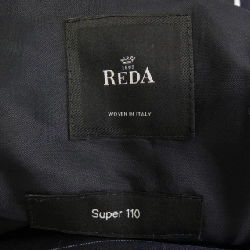 1865
REDA
WOVEN IN ITALY
Super 110